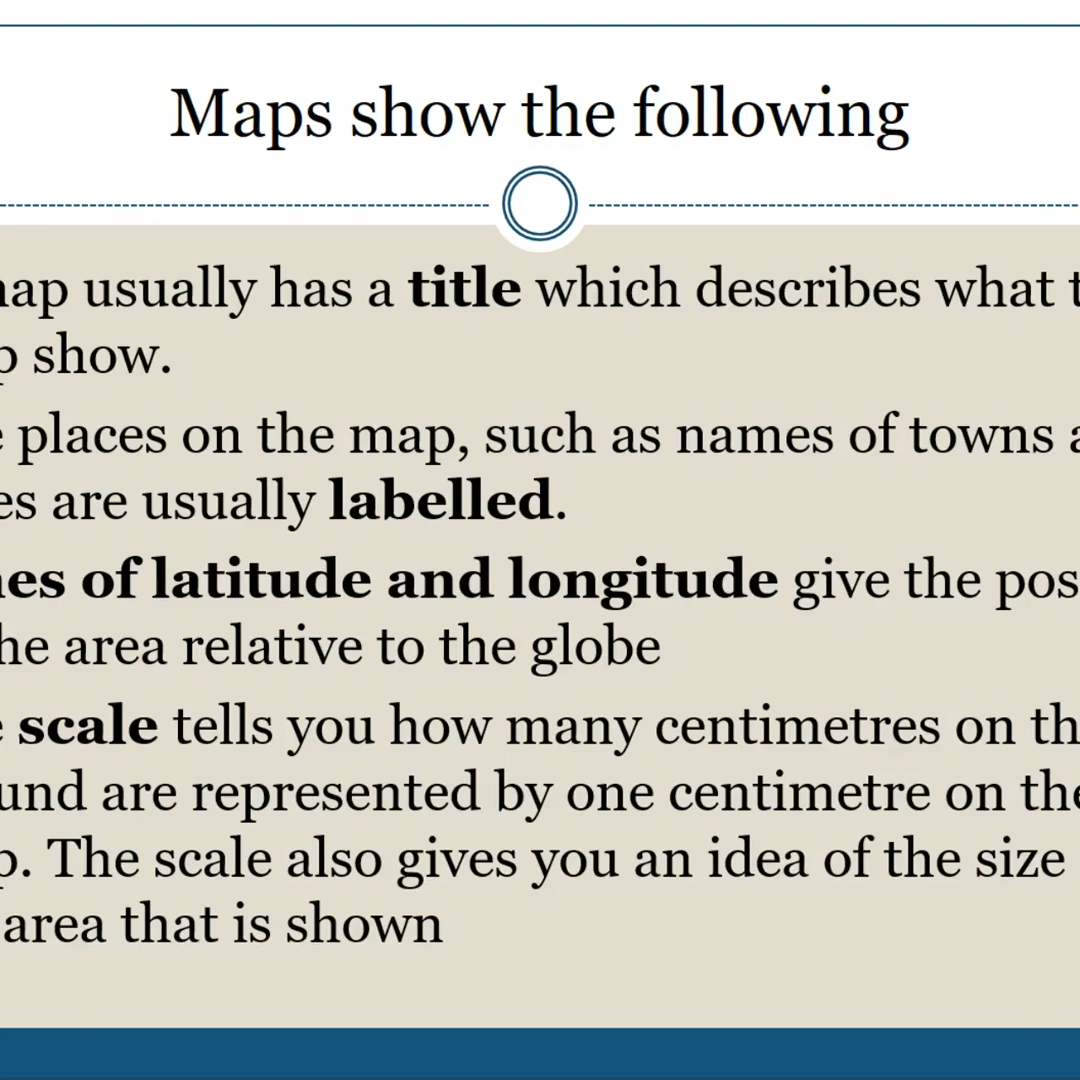 Maps show the following
ap usually has a title which describes what t
p show.
e places on the map, such as names of towns a
es are usually labelled.
nes of latitude and longitude give the pos
he area relative to the globe
e scale tells you how many centimetres on th
und are represented by one centimetre on the
p. The scale also gives you an idea of the size
area that is shown